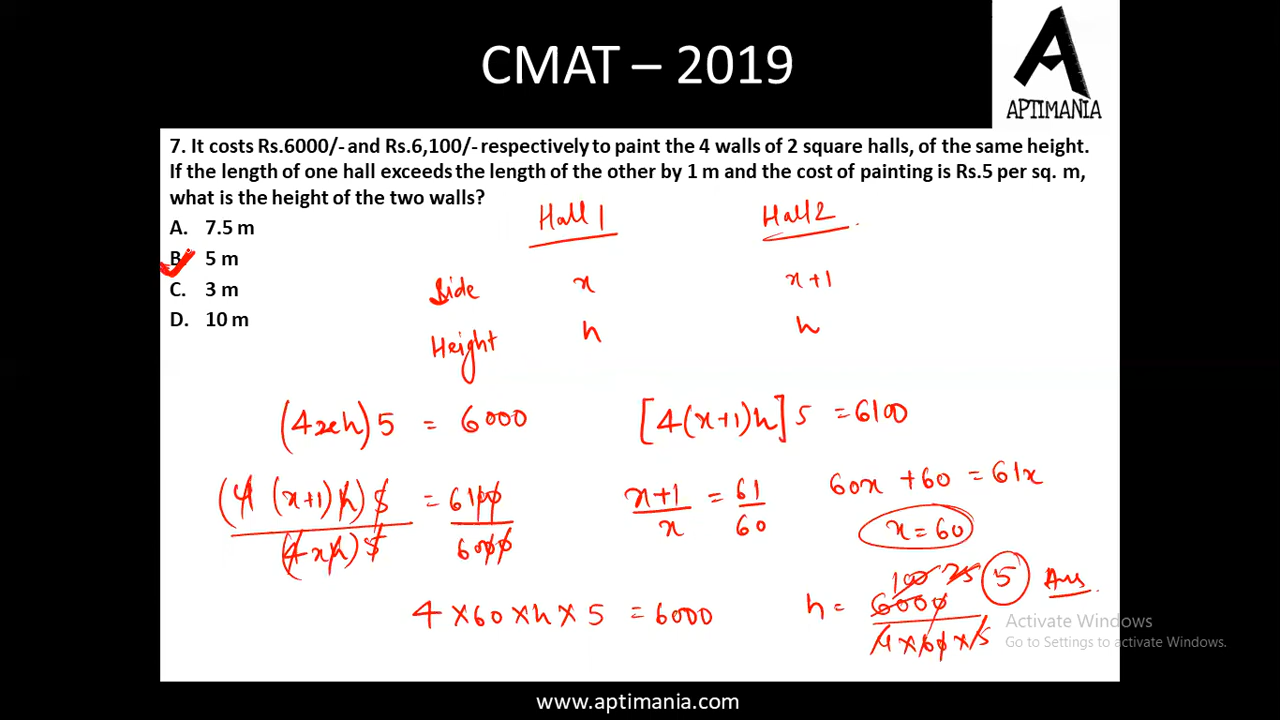 CMAT – 2019
A
APTIMANIA
7. It costs Rs.6000/- and Rs.6,100/- respectively to paint the 4 walls of 2 square halls, of the same height.
If the length of one hall exceeds the length of the other by 1 m and the cost of painting is Rs.5 per sq. m,
what is the height of the two walls?
A. 7.5 m
B. 5 m
C. 3 m
D. 10 m
Hall 1 Hall 2
Side x x+1
Height h h
(4xh)5 = 6000 [4(x+1)h]5 = 6100
(4 (x+1) h) 5 = 6100 x+1 = 61 60x + 60 = 61x
(4xh) 5 6000 x 60 x = 60
100 25 5 Ans
4 × 60 × h × 5 = 6000 h = 6000
4 × 60 × 5
Activate Windows
Go to Settings to activate Windows.
www.aptimania.com